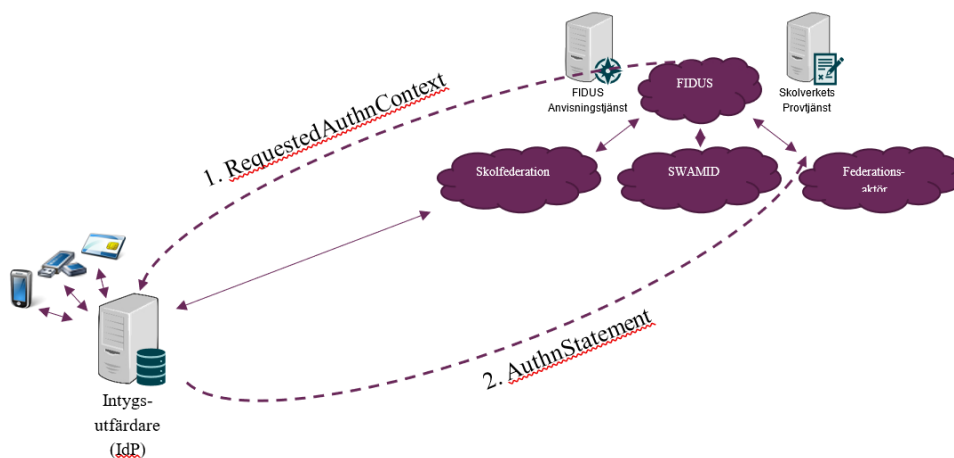 FIDUS
Anvisningstjänst
FIDUS
Skolverkets
Provtjänst
1. RequestedAuthnContext
Skolfederation
SWAMID
Federations-
aktör
2. AuthnStatement
Intygs-
utfärdare
(IdP)